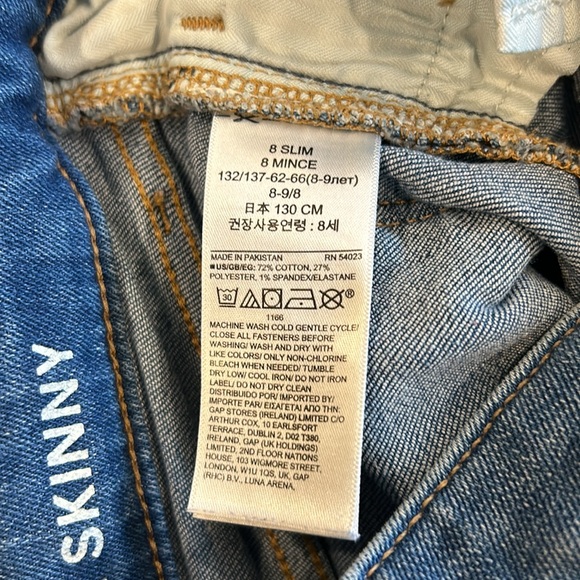 8 SLIM
8 MINCE
132/137-62-66(8-9лет)
8-9/8
日本 130 CM
권장사용연령 : 8세
MADE IN PAKISTAN RN 54023
■US/GB/EG: 72% COTTON, 27%
POLYESTER, 1% SPANDEX/ELASTANE
30 ®
1166
MACHINE WASH COLD GENTLE CYCLE/
CLOSE ALL FASTENERS BEFORE
WASHING/ WASH AND DRY WITH
LIKE COLORS/ ONLY NON-CHLORINE
BLEACH WHEN NEEDED/ TUMBLE
DRY LOW/ COOL IRON/ DO NOT IRON
LABEL/ DO NOT DRY CLEAN
DISTRIBUIDO POR/ IMPORTED BY/
IMPORTE PAR/ ΕΙΣΑΓΕΤΑΙ ΑΠΟ ΤΗΝ:
GAP STORES (IRELAND) LIMITED C/O
ARTHUR COX, 10 EARLSFORT
TERRACE, DUBLIN 2, D02 T380,
IRELAND, GAP (UK HOLDINGS)
LIMITED, 2ND FLOOR NATIONS
HOUSE, 103 WIGMORE STREET,
LONDON, W1U 1QS, UK, GAP
(RHC) B.V., LUNA ARENA,
SKINNY